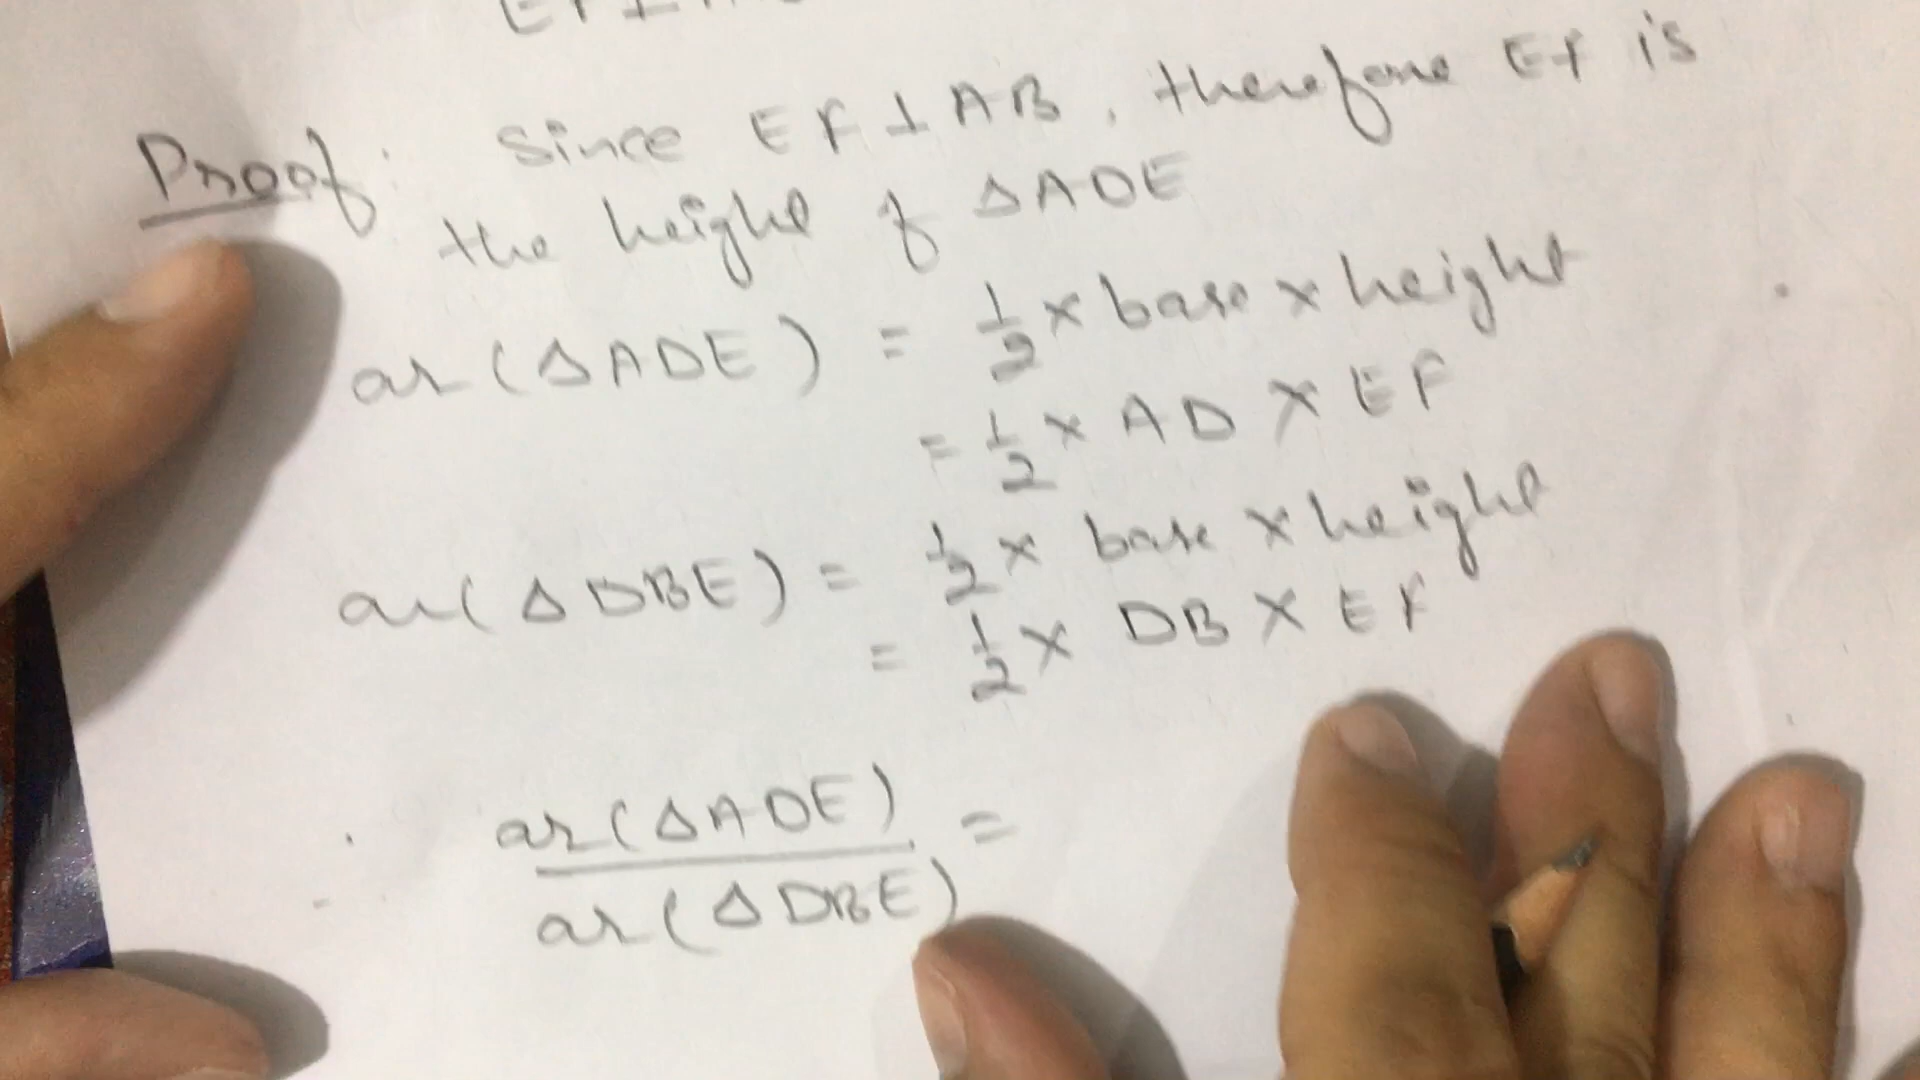 Proof: Since EF ⊥ AB, therefore EF is
the height of △ADE
ar (△ADE) = 1/2 × base × height
= 1/2 × AD × EF
ar(△DBE) = 1/2 × base × height
= 1/2 × DB × EF
ar(△ADE) / ar(△DBE) =